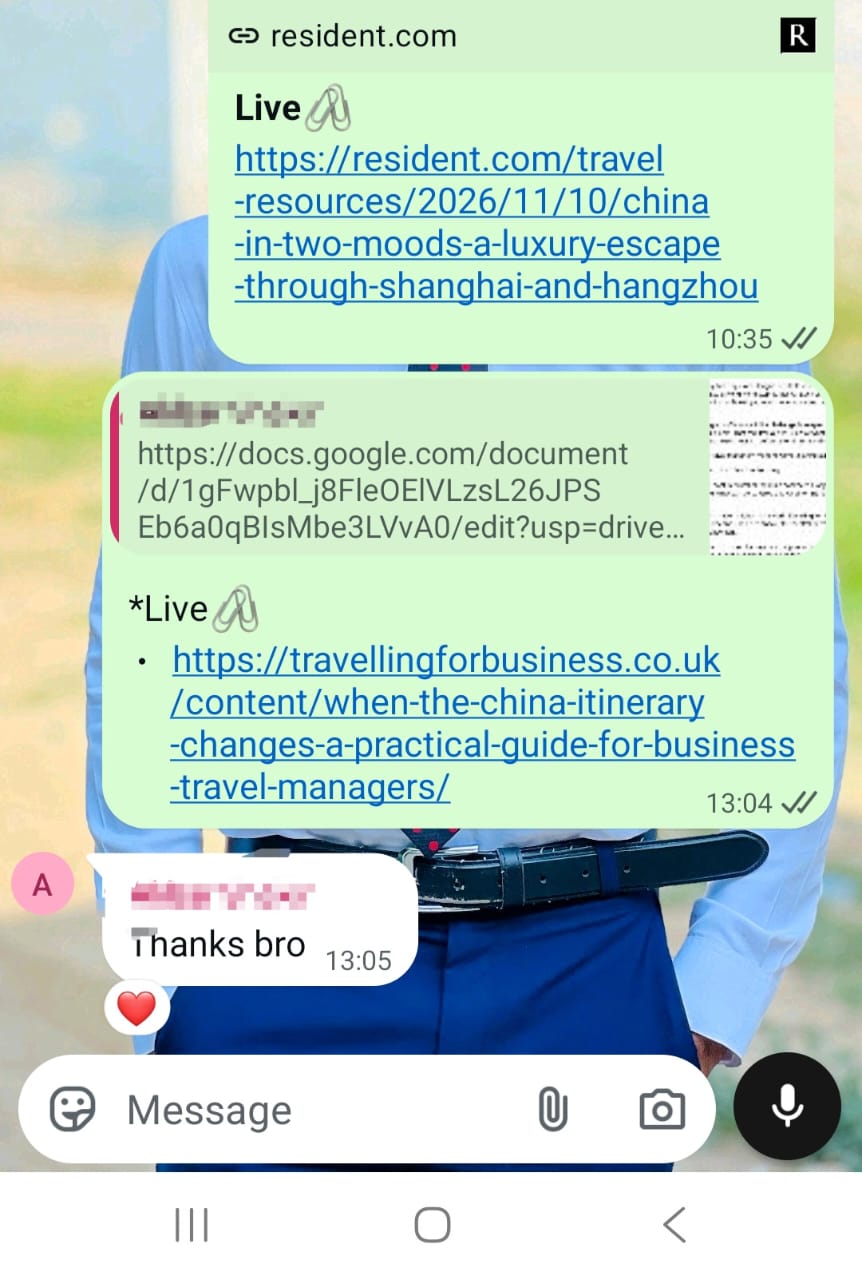 resident.com
R
Live
https://resident.com/travel
-resources/2026/11/10/china
-in-two-moods-a-luxury-escape
-through-shanghai-and-hangzhou
10:35
https://docs.google.com/document
/d/1gFwpbl_j8FleOElVLzsL26JPS
Eb6a0qBIsMbe3LVvA0/edit?usp=drive...
*Live
• https://travellingforbusiness.co.uk
/content/when-the-china-itinerary
-changes-a-practical-guide-for-business
-travel-managers/
13:04
A
Thanks bro
13:05
Message